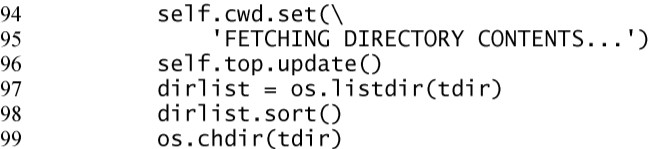 94 self.cwd.set(\
95 'FETCHING DIRECTORY CONTENTS...')
96 self.top.update()
97 dirlist = os.listdir(tdir)
98 dirlist.sort()
99 os.chdir(tdir)